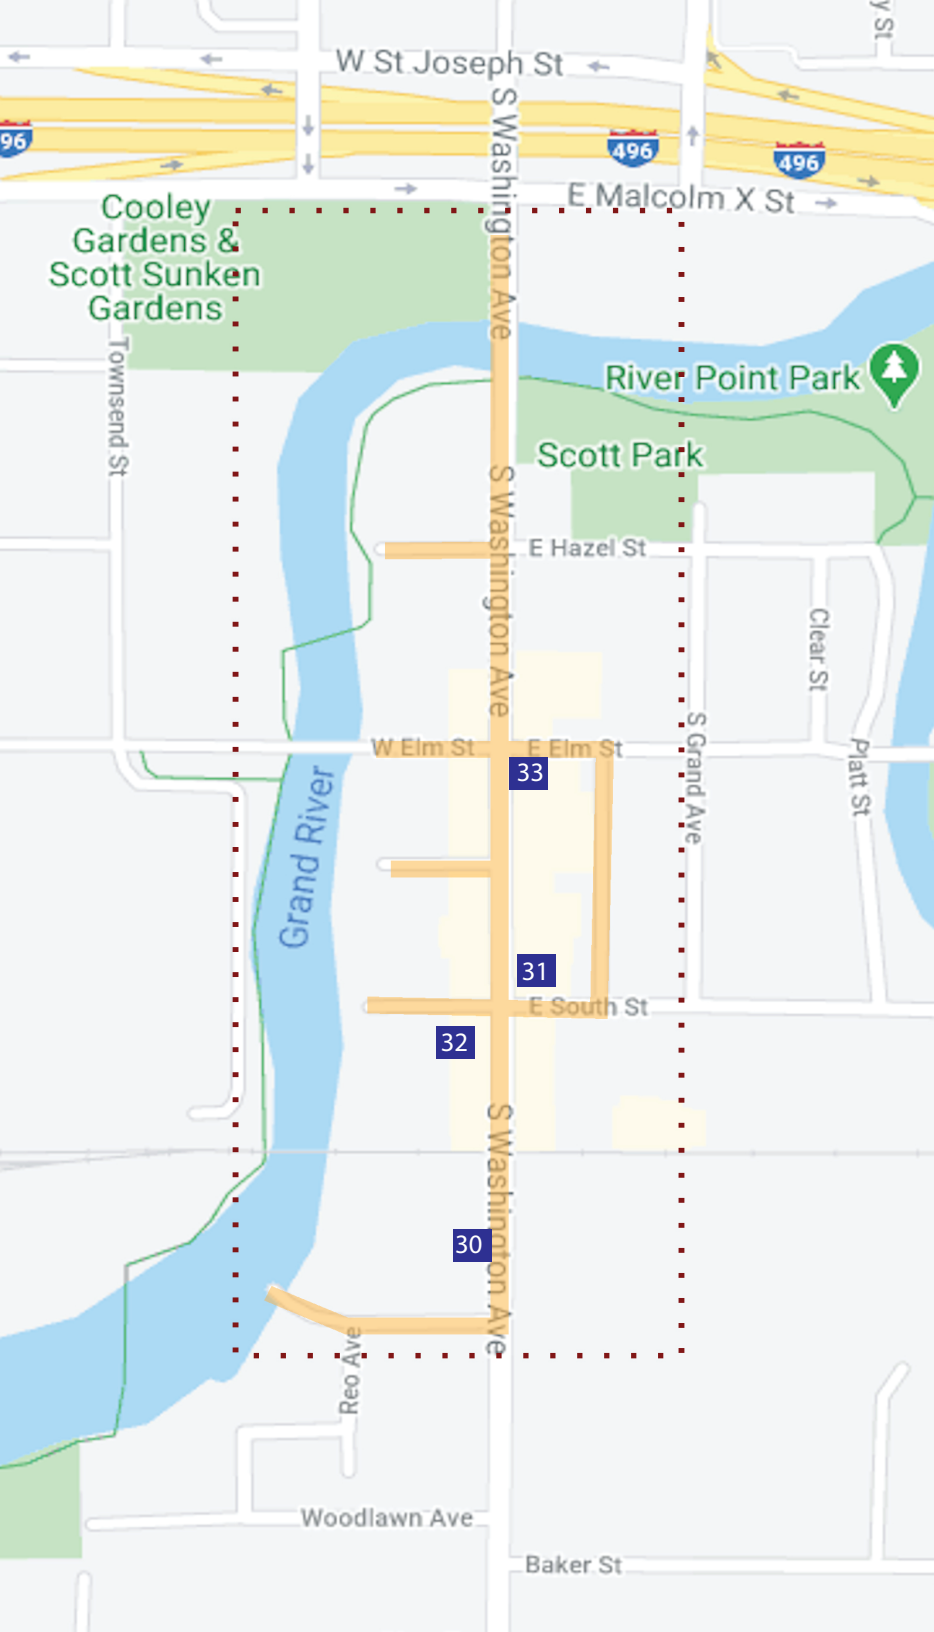 y St
W St Joseph St
96
496
496
S Washington Ave
E Malcolm X St
Cooley
Gardens &
Scott Sunken
Gardens
Townsend St
River Point Park
Scott Park
S Washington Ave
E Hazel St
Clear St
W Elm St
E Elm St
S Grand Ave
Platt St
33
Grand River
31
E South St
32
S Washington Ave
30
Reo Ave
Woodlawn Ave
Baker St